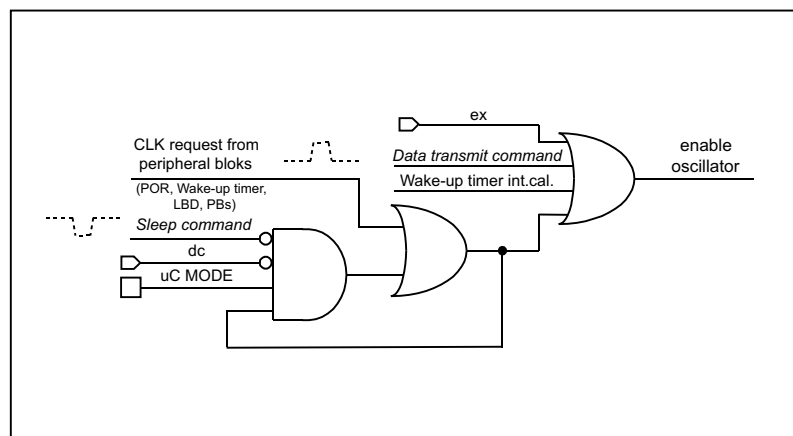 ex
CLK request from
peripheral bloks
(POR, Wake-up timer,
LBD, PBs)
Data transmit command
Wake-up timer int.cal.
enable
oscillator
Sleep command
dc
uC MODE